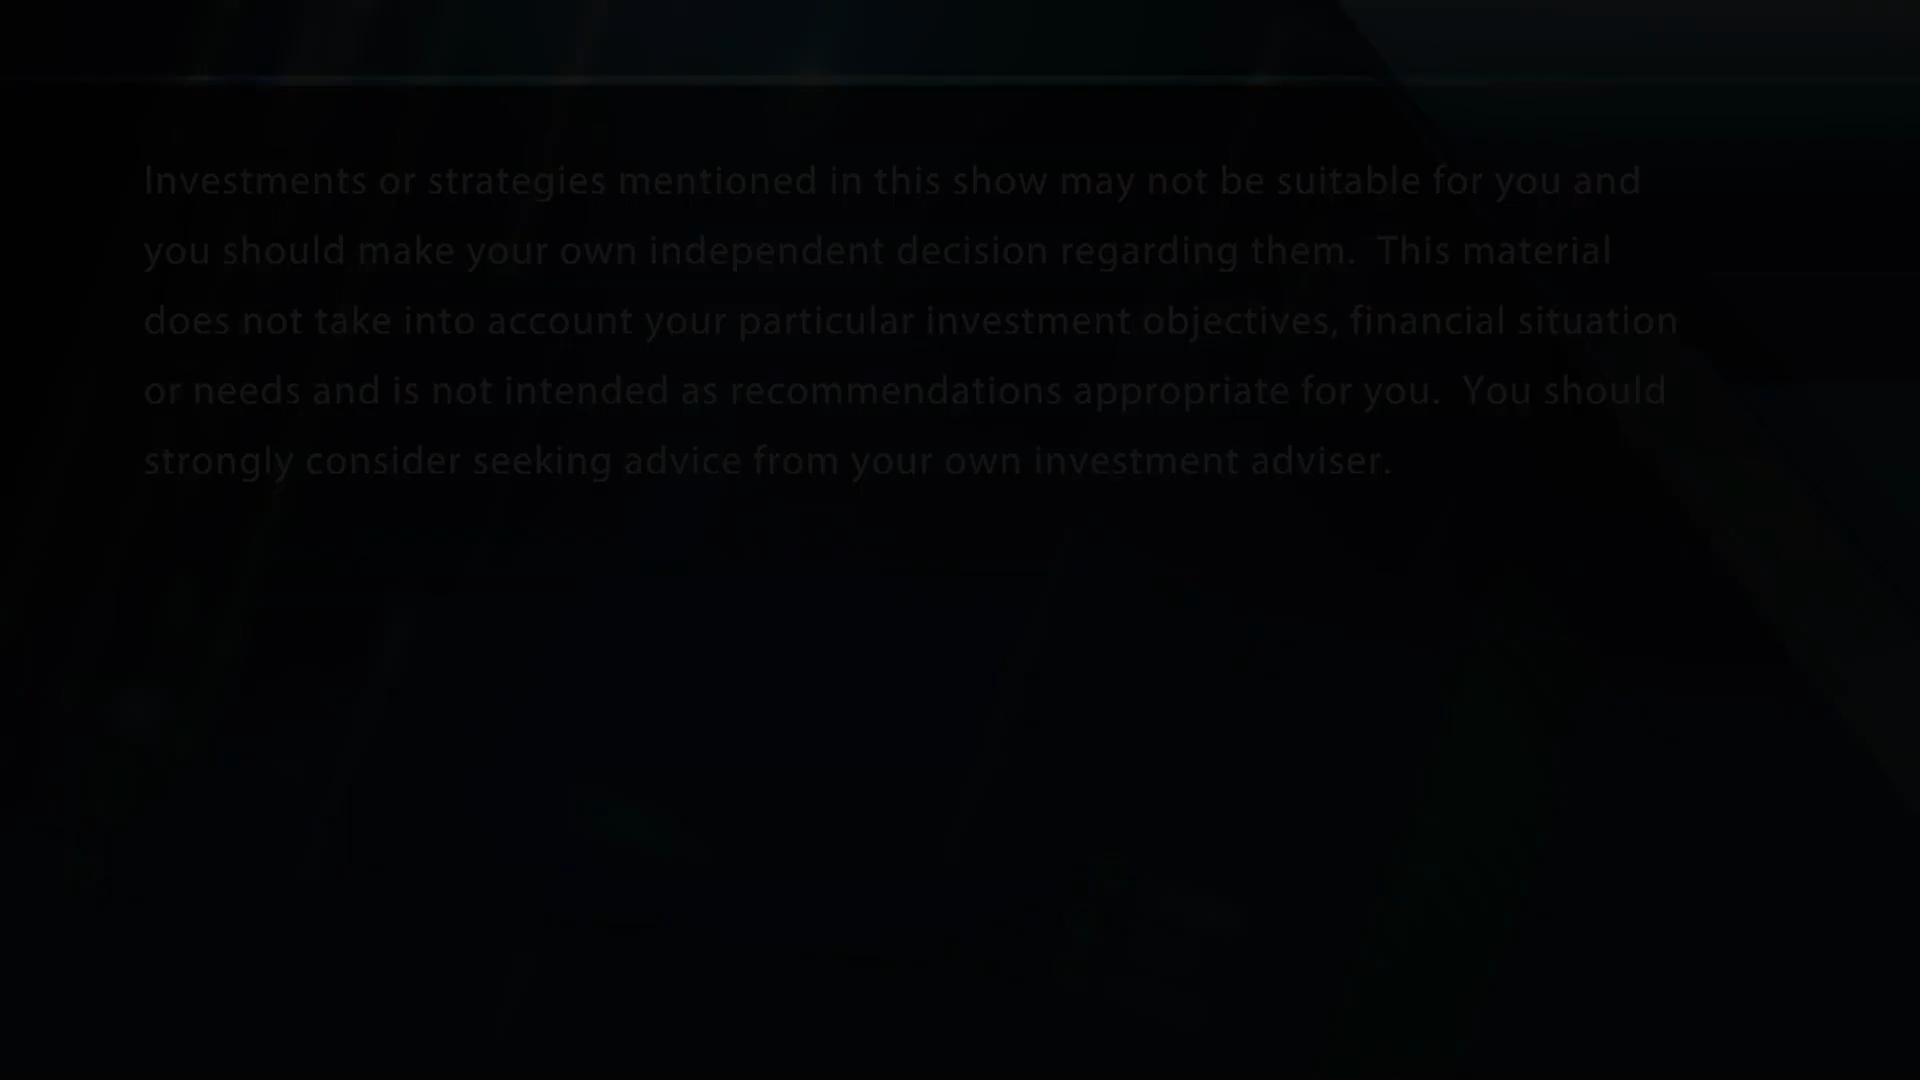 Investments or strategies mentioned in this show may not be suitable for you and
you should make your own independent decision regarding them.  This material
does not take into account your particular investment objectives, financial situation
or needs and is not intended as recommendations appropriate for you.  You should
strongly consider seeking advice from your own investment adviser.